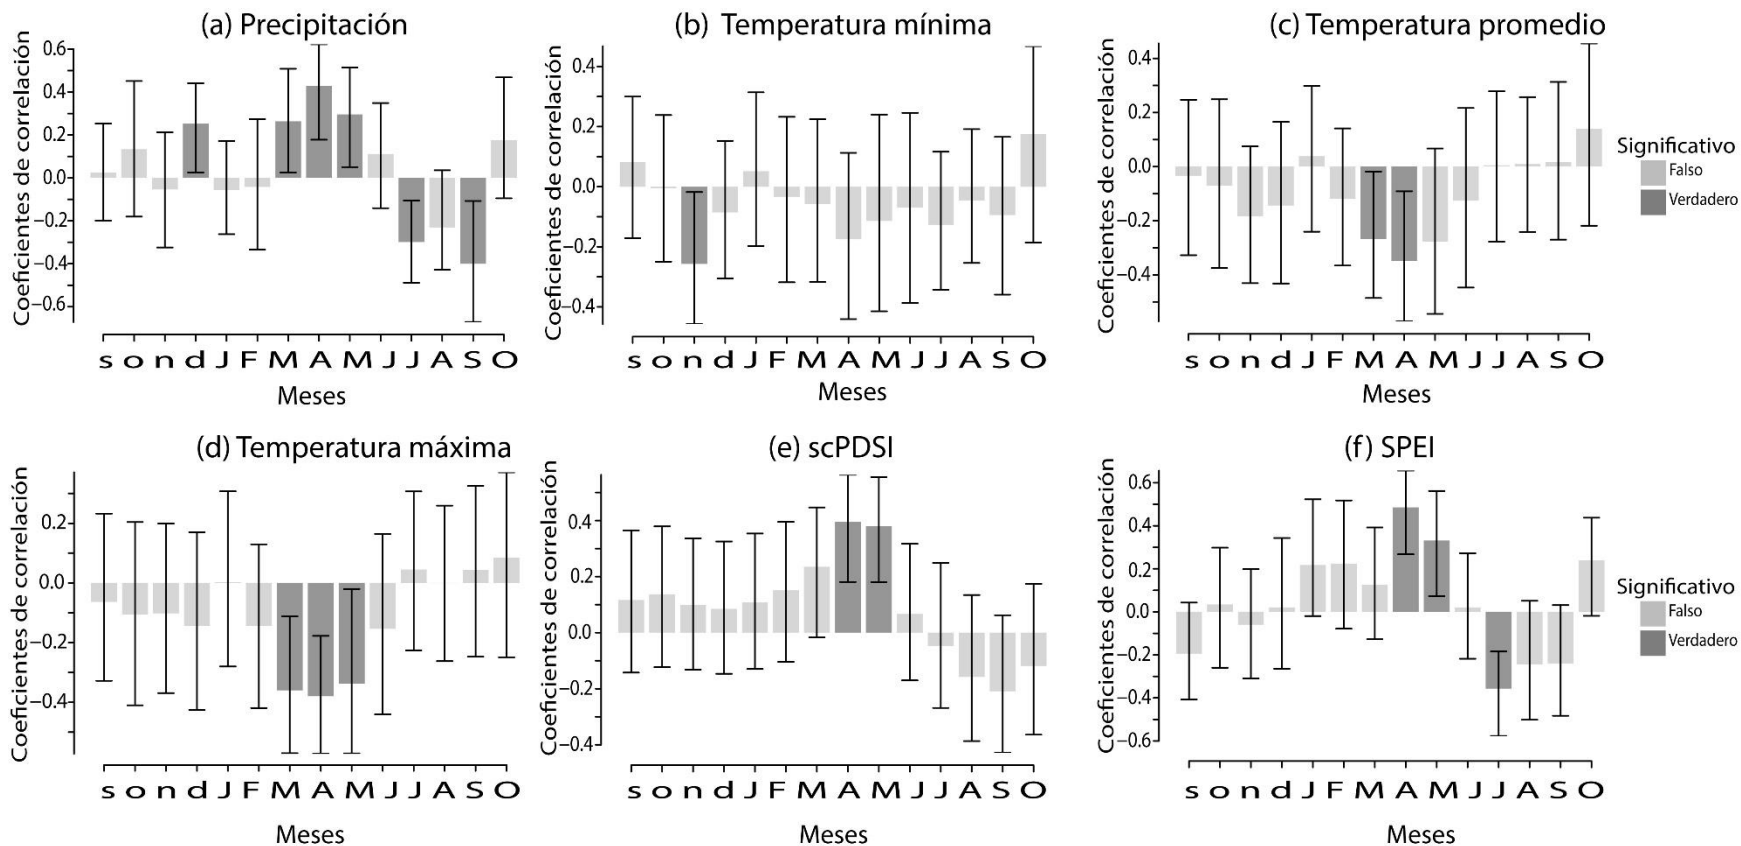 (a) Precipitación
Coeficientes de correlación
0.6
0.4
0.2
0.0
−0.2
−0.4
−0.6
s o n d J F M A M J J A S O
Meses
(b) Temperatura mínima
Coeficientes de correlación
0.4
0.2
0.0
−0.2
−0.4
s o n d J F M A M J J A S O
Meses
(c) Temperatura promedio
Coeficientes de correlación
0.4
0.2
0.0
−0.2
−0.4
s o n d J F M A M J J A S O
Meses
Significativo
Falso
Verdadero
(d) Temperatura máxima
Coeficientes de correlación
0.2
0.0
−0.2
−0.4
s o n d J F M A M J J A S O
Meses
(e) scPDSI
Coeficientes de correlación
0.4
0.2
0.0
−0.2
−0.4
s o n d J F M A M J J A S O
Meses
(f) SPEI
Coeficientes de correlación
0.6
0.4
0.2
0.0
−0.2
−0.4
−0.6
s o n d J F M A M J J A S O
Meses
Significativo
Falso
Verdadero